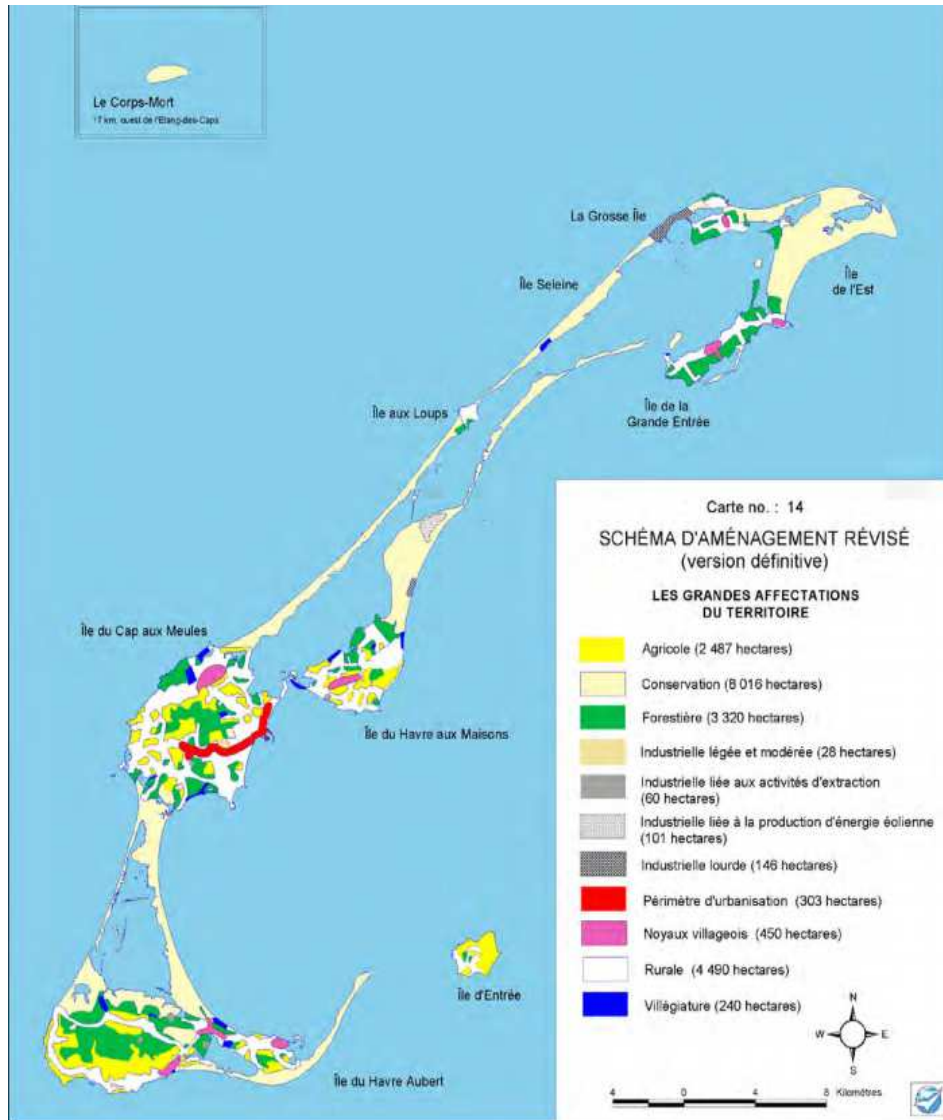 Le Corps-Mort
17 km, ouest de l'Étang-des-Caps
La Grosse Île
Île Seleine
Île
de l'Est
Île aux Loups
Île de la
Grande Entrée
Île du Cap aux Meules
Île du Havre aux Maisons
Île d'Entrée
Île du Havre Aubert
Carte no. : 14
SCHÉMA D'AMÉNAGEMENT RÉVISÉ
(version définitive)
LES GRANDES AFFECTATIONS
DU TERRITOIRE
Agricole (2 487 hectares)
Conservation (8 016 hectares)
Forestière (3 320 hectares)
Industrielle légée et modérée (28 hectares)
Industrielle liée aux activités d'extraction
(60 hectares)
Industrielle liée à la production d'énergie éolienne
(101 hectares)
Industrielle lourde (146 hectares)
Périmètre d'urbanisation (303 hectares)
Noyaux villageois (450 hectares)
Rurale (4 490 hectares)
Villégiature (240 hectares)
N
W
E
S
4 0 4 8 Kilomètres